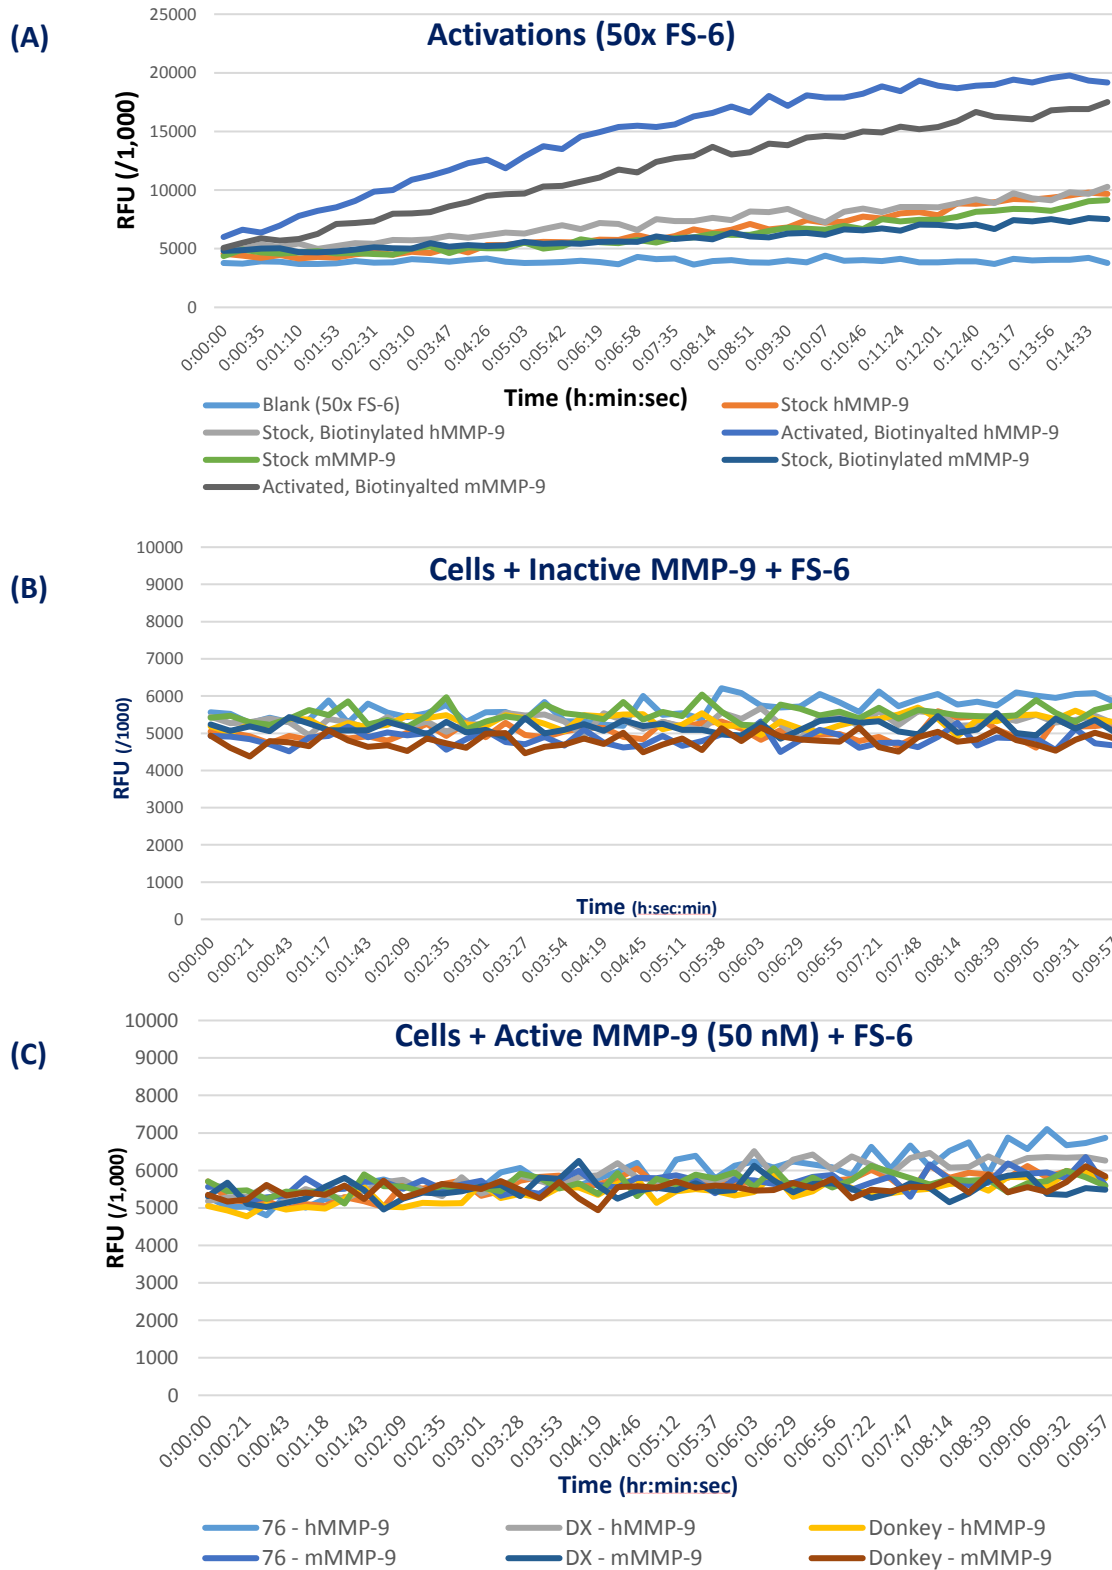 (A)
Activations (50x FS-6)
RFU (/1,000)
25000
20000
15000
10000
5000
0
0:00:00 0:00:35 0:01:10 0:01:53 0:02:31 0:03:10 0:03:47 0:04:26 0:05:03 0:05:42 0:06:19 0:06:58 0:07:35 0:08:14 0:08:51 0:09:30 0:10:07 0:10:46 0:11:24 0:12:01 0:12:40 0:13:17 0:13:56 0:14:33
Time (h:min:sec)
Blank (50x FS-6) Stock hMMP-9
Stock, Biotinylated hMMP-9 Activated, Biotinyalted hMMP-9
Stock mMMP-9 Stock, Biotinylated mMMP-9
Activated, Biotinyalted mMMP-9
(B)
Cells + Inactive MMP-9 + FS-6
RFU (/1000)
10000
9000
8000
7000
6000
5000
4000
3000
2000
1000
0
Time (h:sec:min)
0:00:00 0:00:21 0:00:43 0:01:17 0:01:43 0:02:09 0:02:35 0:03:01 0:03:27 0:03:54 0:04:19 0:04:45 0:05:11 0:05:38 0:06:03 0:06:29 0:06:55 0:07:21 0:07:48 0:08:14 0:08:39 0:09:05 0:09:31 0:09:57
(C)
Cells + Active MMP-9 (50 nM) + FS-6
RFU (/1,000)
10000
9000
8000
7000
6000
5000
4000
3000
2000
1000
0
0:00:00 0:00:21 0:00:43 0:01:18 0:01:43 0:02:09 0:02:35 0:03:01 0:03:28 0:03:53 0:04:19 0:04:46 0:05:12 0:05:37 0:06:03 0:06:29 0:06:56 0:07:22 0:07:47 0:08:14 0:08:39 0:09:06 0:09:32 0:09:57
Time (hr:min:sec)
76 - hMMP-9 DX - hMMP-9 Donkey - hMMP-9
76 - mMMP-9 DX - mMMP-9 Donkey - mMMP-9